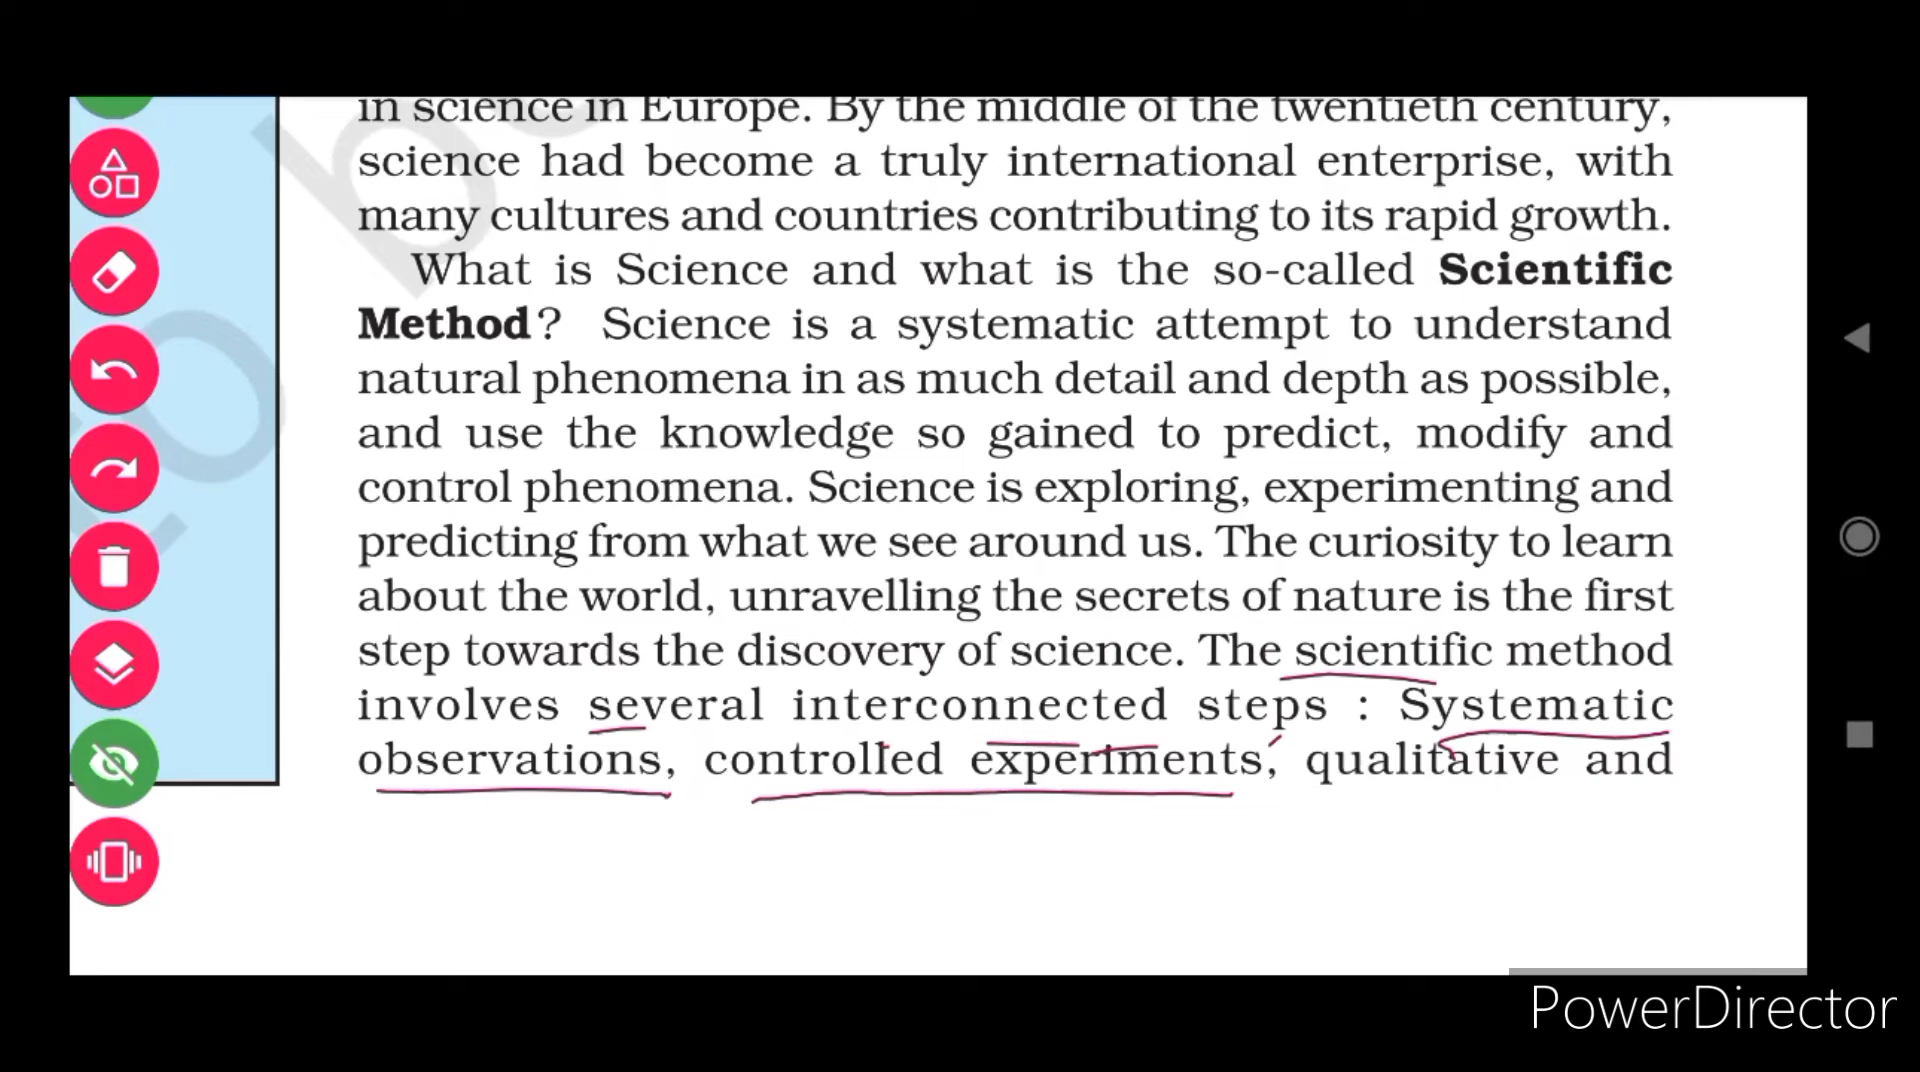 in science in Europe. By the middle of the twentieth century,
science had become a truly international enterprise, with
many cultures and countries contributing to its rapid growth.
What is Science and what is the so-called Scientific
Method? Science is a systematic attempt to understand
natural phenomena in as much detail and depth as possible,
and use the knowledge so gained to predict, modify and
control phenomena. Science is exploring, experimenting and
predicting from what we see around us. The curiosity to learn
about the world, unravelling the secrets of nature is the first
step towards the discovery of science. The scientific method
involves several interconnected steps : Systematic
observations, controlled experiments, qualitative and
PowerDirector